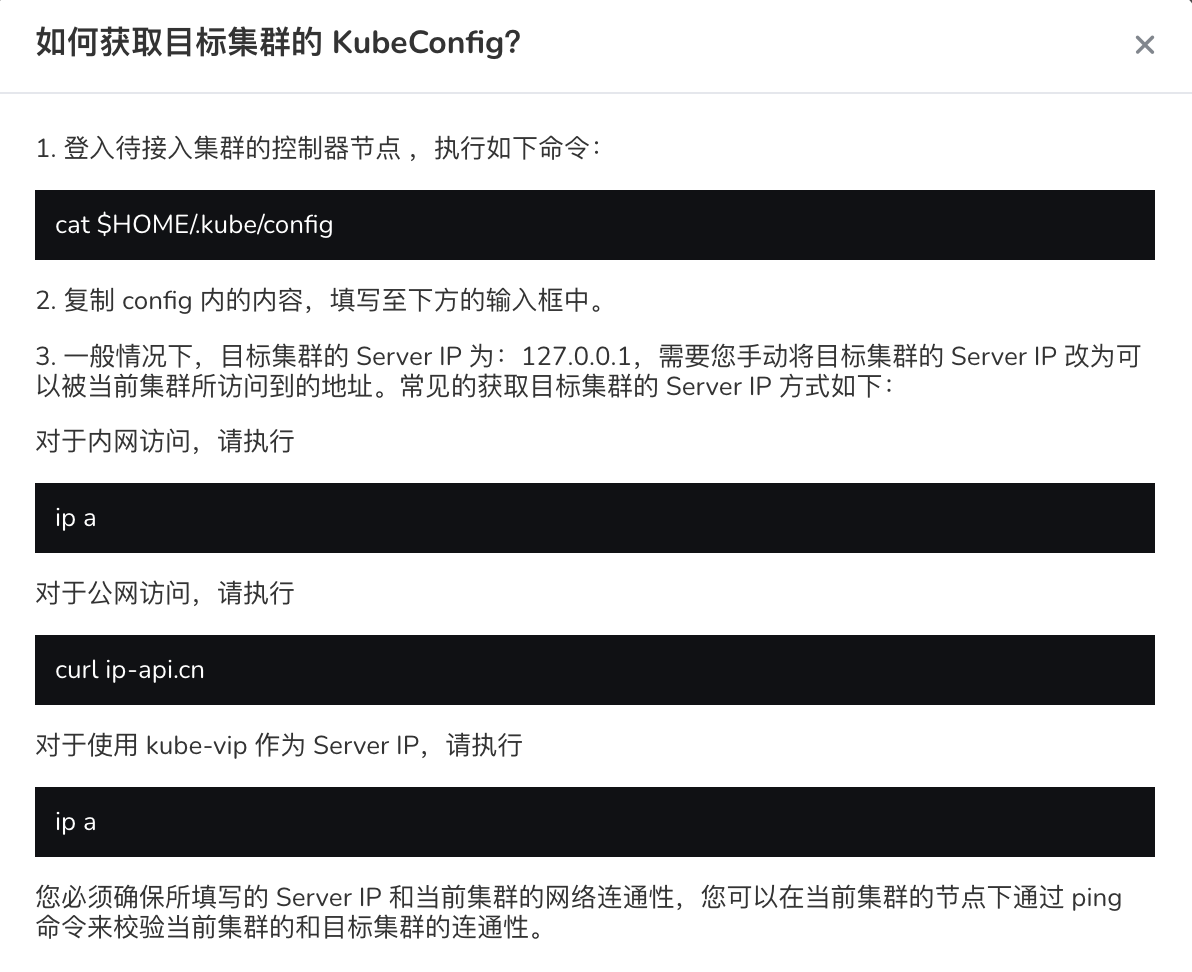 如何获取目标集群的 KubeConfig?
1. 登入待接入集群的控制器节点 ，执行如下命令：
cat $HOME/.kube/config
2. 复制 config 内的内容，填写至下方的输入框中。
3. 一般情况下，目标集群的 Server IP 为：127.0.0.1，需要您手动将目标集群的 Server IP 改为可
以被当前集群所访问到的地址。常见的获取目标集群的 Server IP 方式如下：
对于内网访问，请执行
ip a
对于公网访问，请执行
curl ip-api.cn
对于使用 kube-vip 作为 Server IP，请执行
ip a
您必须确保所填写的 Server IP 和当前集群的网络连通性，您可以在当前集群的节点下通过 ping
命令来校验当前集群的和目标集群的连通性。